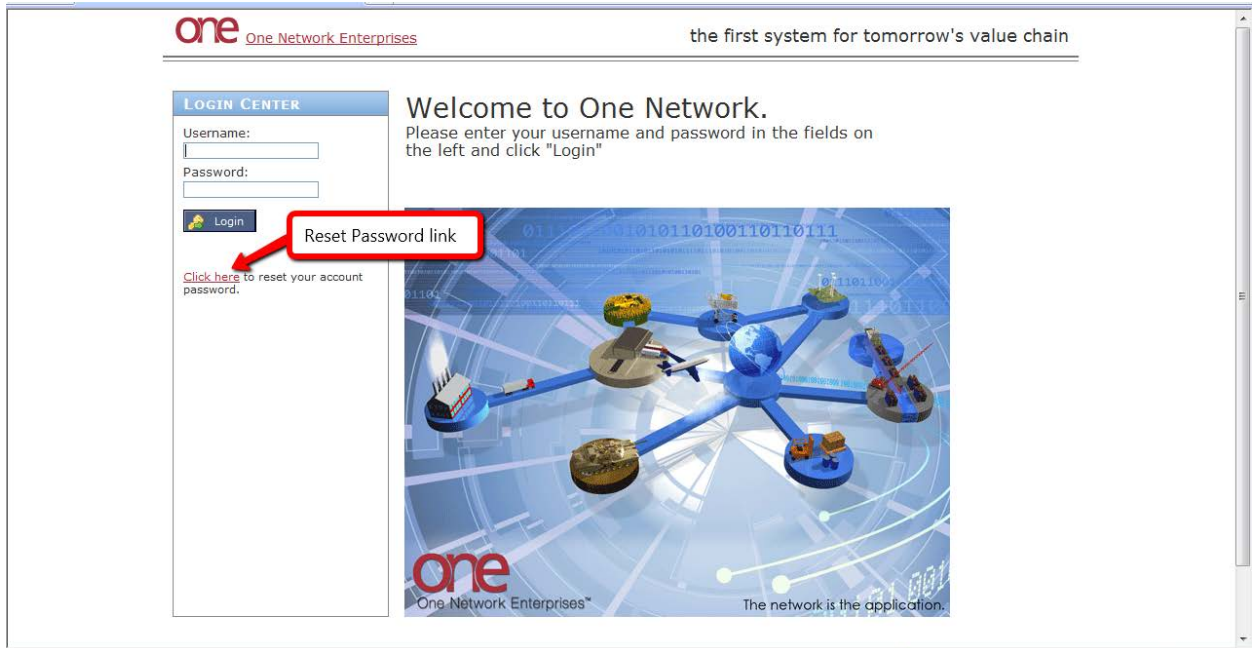 one One Network Enterprises
the first system for tomorrow's value chain
LOGIN CENTER
Username:
Password:
Login
Reset Password link
Click here to reset your account
password.
Welcome to One Network.
Please enter your username and password in the fields on
the left and click "Login"
one
One Network Enterprises™
The network is the application.